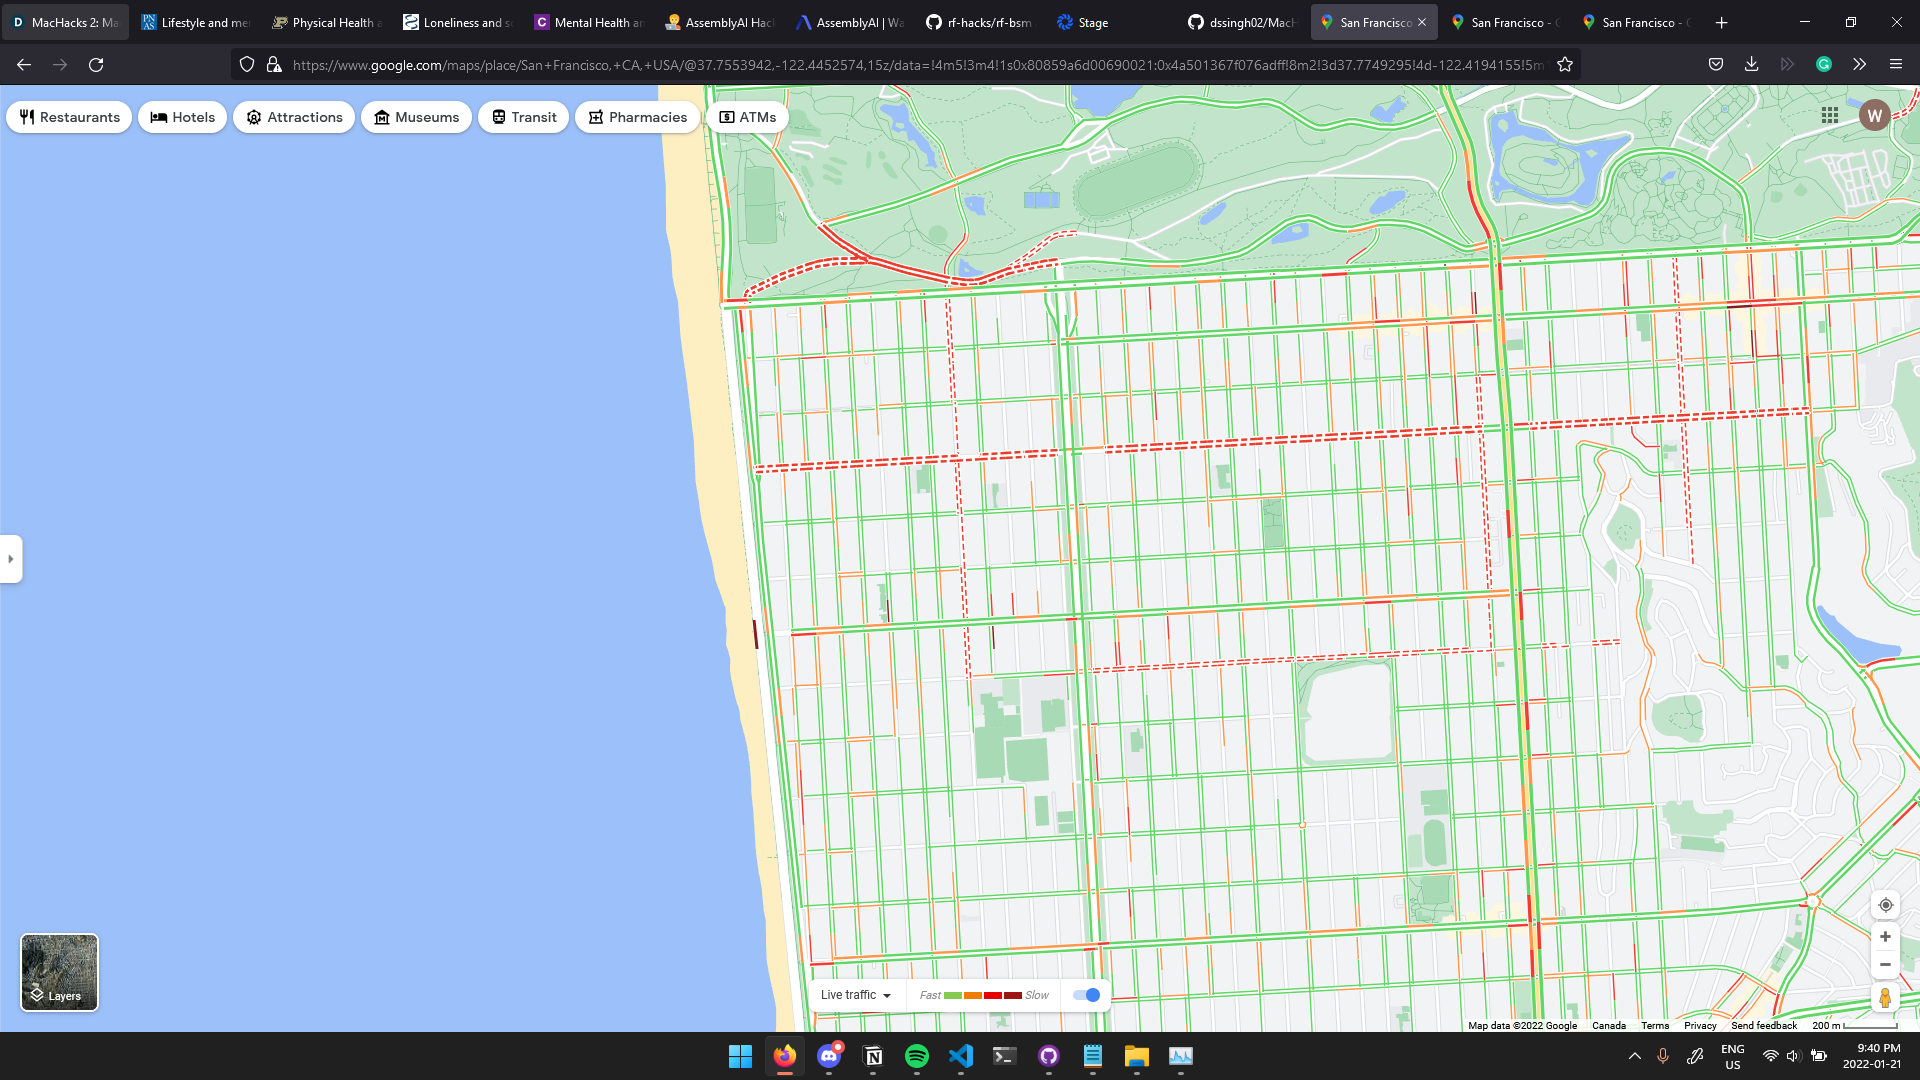 MacHacks 2: Ma
Lifestyle and me
Physical Health a
Loneliness and s
Mental Health a
AssemblyAI Hac
AssemblyAI | Wa
rf-hacks/rf-bsm
Stage
dssingh02/MacH
San Francisco
San Francisco - G
San Francisco - G
https://www.google.com/maps/place/San+Francisco,+CA,+USA/@37.7553942,-122.4452574,15z/data=!4m5!3m4!1s0x80859a6d00690021:0x4a501367f076adff!8m2!3d37.7749295!4d-122.4194155!5m1
Restaurants
Hotels
Attractions
Museums
Transit
Pharmacies
ATMs
W
Layers
Live traffic
Fast
Slow
Map data ©2022 Google
Canada
Terms
Privacy
Send feedback
200 m
ENG
US
9:40 PM
2022-01-21